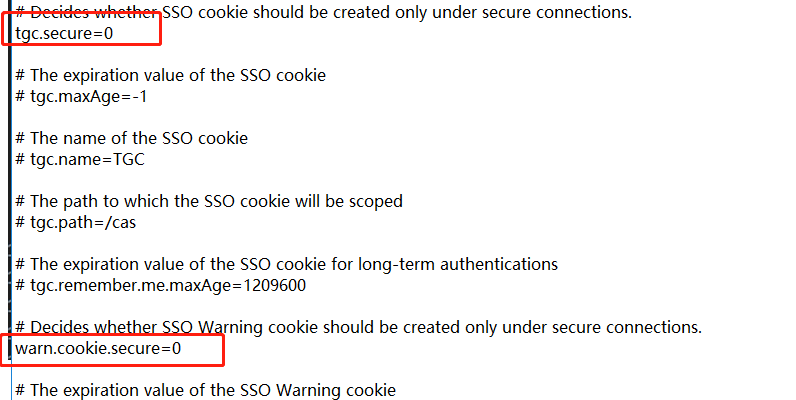 # Decides whether SSO cookie should be created only under secure connections.
tgc.secure=0
# The expiration value of the SSO cookie
# tgc.maxAge=-1
# The name of the SSO cookie
# tgc.name=TGC
# The path to which the SSO cookie will be scoped
# tgc.path=/cas
# The expiration value of the SSO cookie for long-term authentications
# tgc.remember.me.maxAge=1209600
# Decides whether SSO Warning cookie should be created only under secure connections.
warn.cookie.secure=0
# The expiration value of the SSO Warning cookie